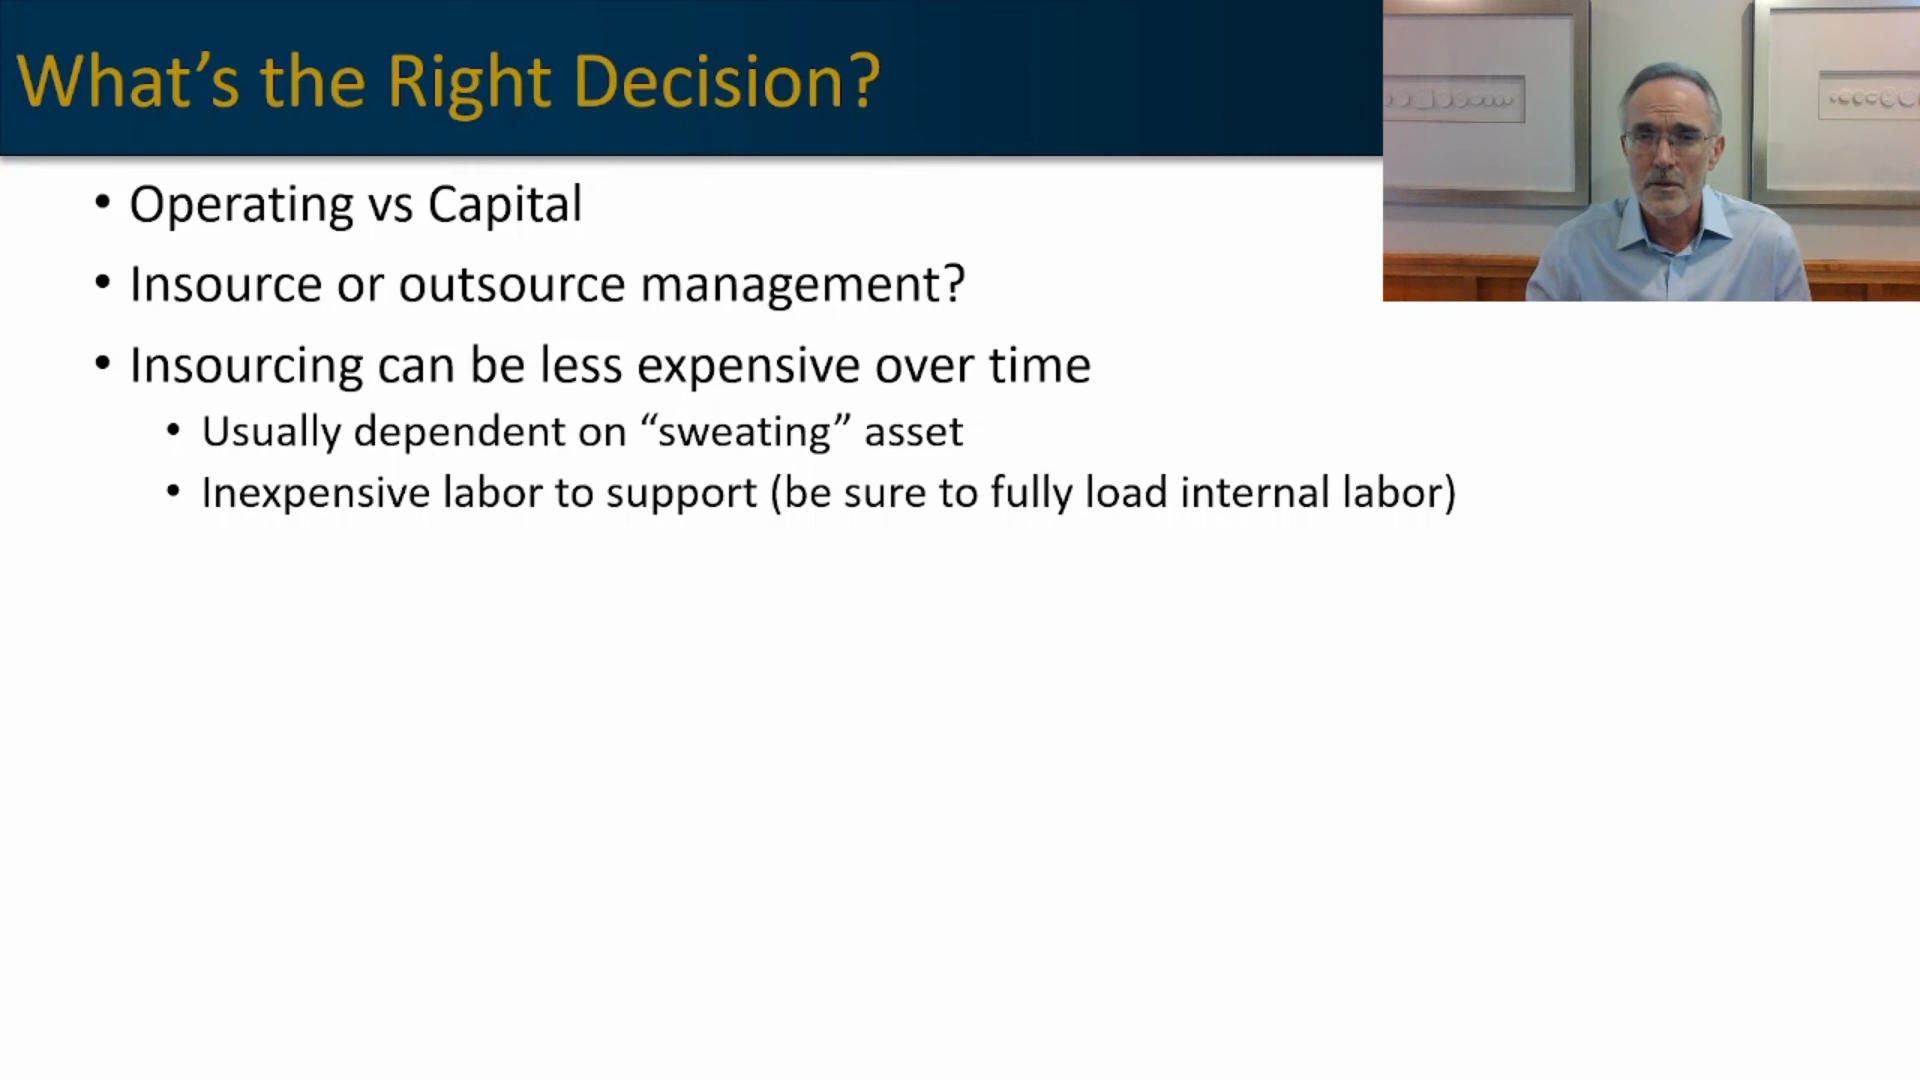 What’s the Right Decision?
• Operating vs Capital
• Insource or outsource management?
• Insourcing can be less expensive over time
• Usually dependent on “sweating” asset
• Inexpensive labor to support (be sure to fully load internal labor)